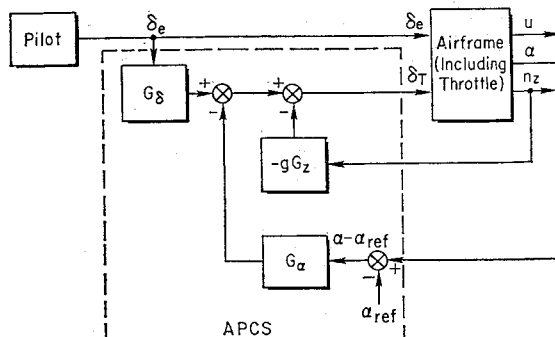 Pilot
δe
δe
Airframe
(Including
Throttle)
u
α
nz
Gδ
+
−
+
−
δT
-gGz
Gα
α-αref
−
+
αref
APCS